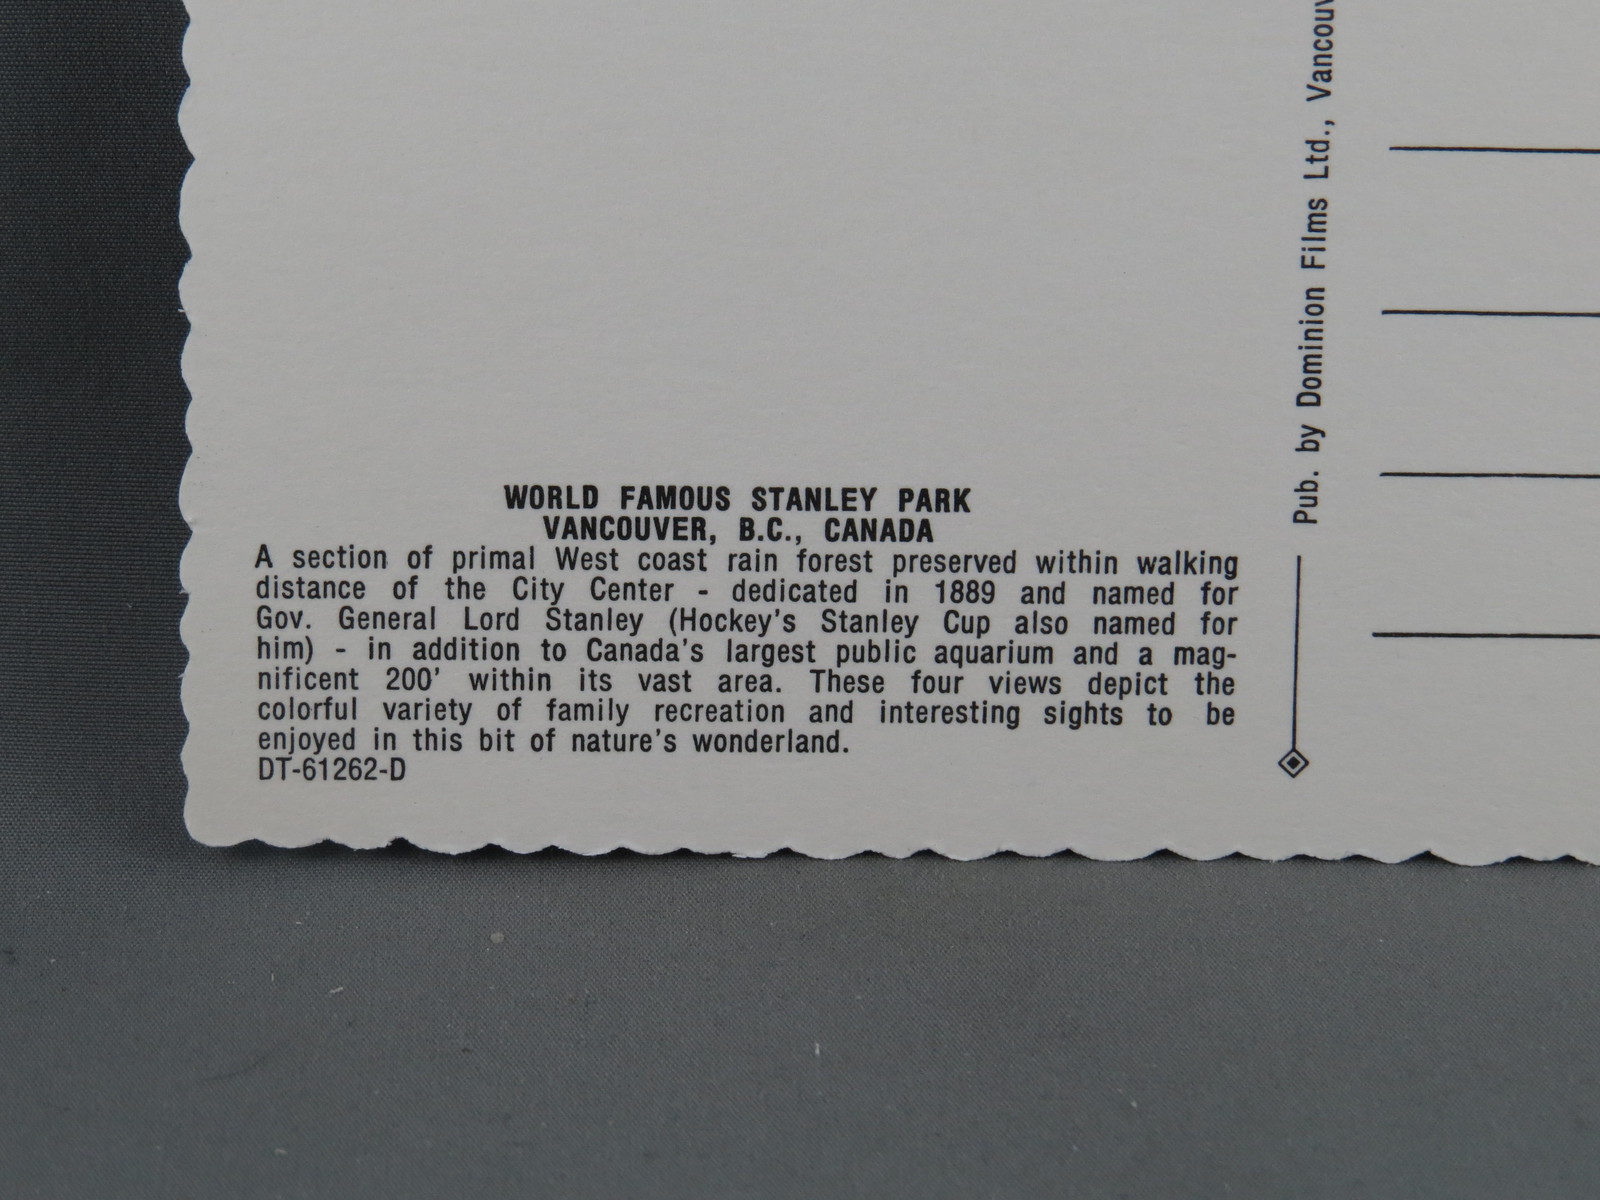 WORLD FAMOUS STANLEY PARK
VANCOUVER, B.C., CANADA
A section of primal West coast rain forest preserved within walking
distance of the City Center - dedicated in 1889 and named for
Gov. General Lord Stanley (Hockey's Stanley Cup also named for
him) - in addition to Canada's largest public aquarium and a mag-
nificent 200' within its vast area. These four views depict the
colorful variety of family recreation and interesting sights to be
enjoyed in this bit of nature's wonderland.
DT-61262-D
Pub. by Dominion Films Ltd., Vancouv